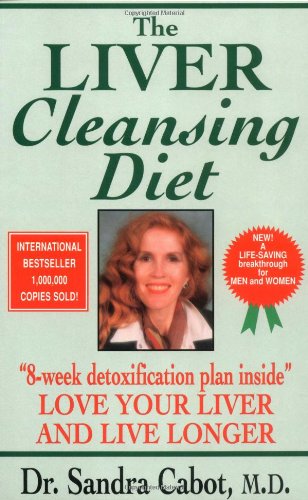 The
LIVER
Cleansing
Diet
INTERNATIONAL
BESTSELLER
1,000,000
COPIES SOLD!
NEW!
A
LIFE-SAVING
breakthrough
for
MEN and WOMEN
"8-week detoxification plan inside"
LOVE YOUR LIVER
AND LIVE LONGER
Dr. Sandra Cabot, M.D.